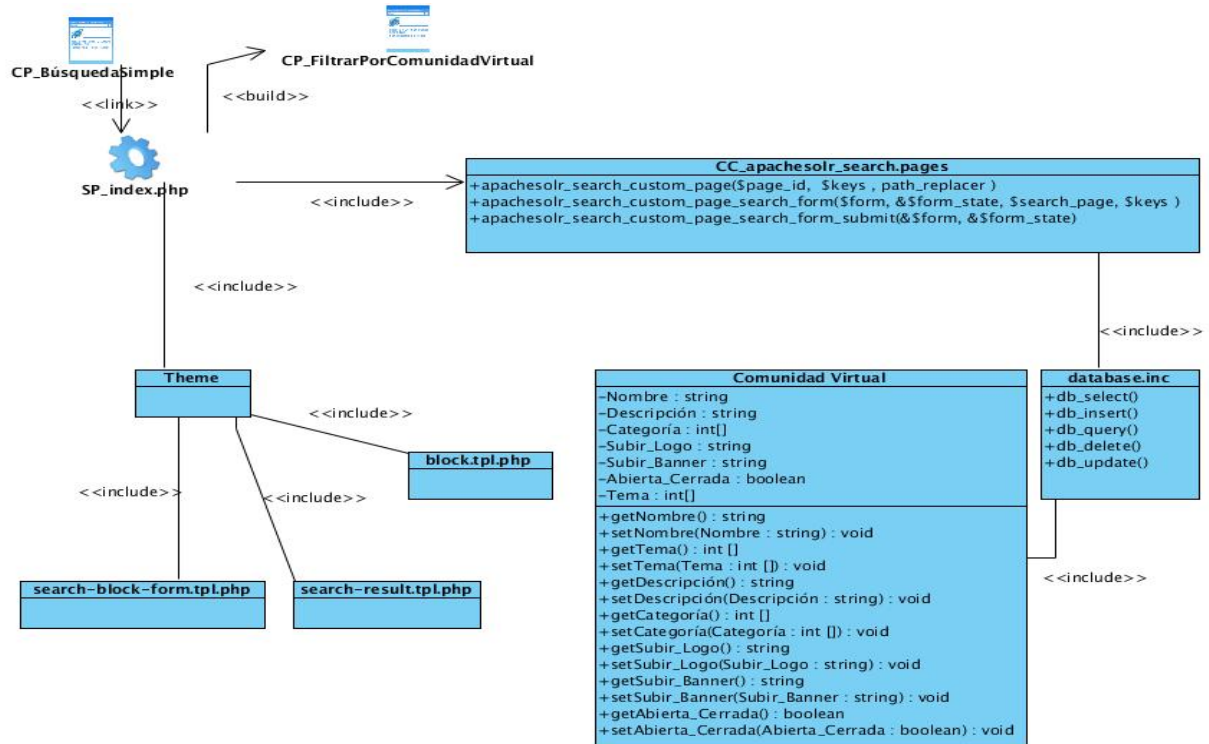 CP_BúsquedaSimple
CP_FiltrarPorComunidadVirtual
<<link>>
<<build>>
SP_index.php
<<include>>
CC_apachesolr_search.pages
+apachesolr_search_custom_page($page_id, $keys , path_replacer )
+apachesolr_search_custom_page_search_form($form, &$form_state, $search_page, $keys )
+apachesolr_search_custom_page_search_form_submit(&$form, &$form_state)
<<include>>
<<include>>
Theme
<<include>>
block.tpl.php
<<include>>
<<include>>
search-block-form.tpl.php
search-result.tpl.php
Comunidad Virtual
-Nombre : string
-Descripción : string
-Categoría : int[]
-Subir_Logo : string
-Subir_Banner : string
-Abierta_Cerrada : boolean
-Tema : int[]
+getNombre() : string
+setNombre(Nombre : string) : void
+getTema() : int []
+setTema(Tema : int []) : void
+getDescripción() : string
+setDescripción(Descripción : string) : void
+getCategoría() : int []
+setCategoría(Categoría : int []) : void
+getSubir_Logo() : string
+setSubir_Logo(Subir_Logo : string) : void
+getSubir_Banner() : string
+setSubir_Banner(Subir_Banner : string) : void
+getAbierta_Cerrada() : boolean
+setAbierta_Cerrada(Abierta_Cerrada : boolean) : void
database.inc
+db_select()
+db_insert()
+db_query()
+db_delete()
+db_update()
<<include>>